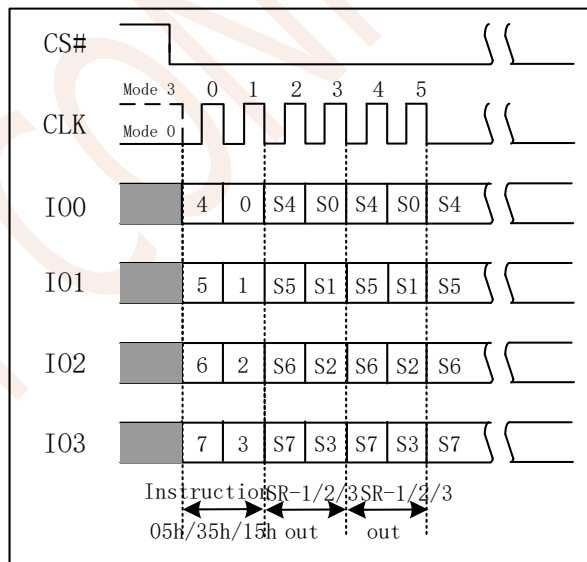 CS#
Mode 3 0 1 2 3 4 5
CLK
Mode 0
IO0 4 0 S4 S0 S4 S0 S4
IO1 5 1 S5 S1 S5 S1 S5
IO2 6 2 S6 S2 S6 S2 S6
IO3 7 3 S7 S3 S7 S3 S7
Instruction SR-1/2/3 SR-1/2/3
05h/35h/15h out out